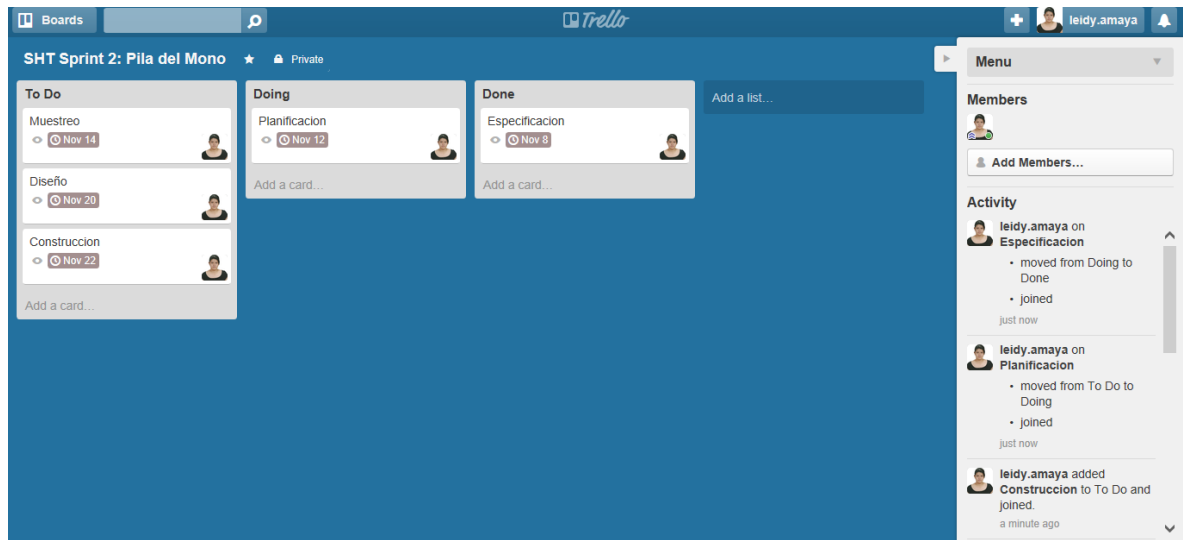 Boards
Trello
leidy.amaya
SHT Sprint 2: Pila del Mono
Private
To Do
Muestreo
Nov 14
Diseño
Nov 20
Construccion
Nov 22
Add a card...
Doing
Planificacion
Nov 12
Add a card...
Done
Especificacion
Nov 8
Add a card...
Add a list...
Menu
Members
Add Members...
Activity
leidy.amaya on
Especificacion
• moved from Doing to
Done
• joined
just now
leidy.amaya on
Planificacion
• moved from To Do to
Doing
• joined
just now
leidy.amaya added
Construccion to To Do and
joined.
a minute ago